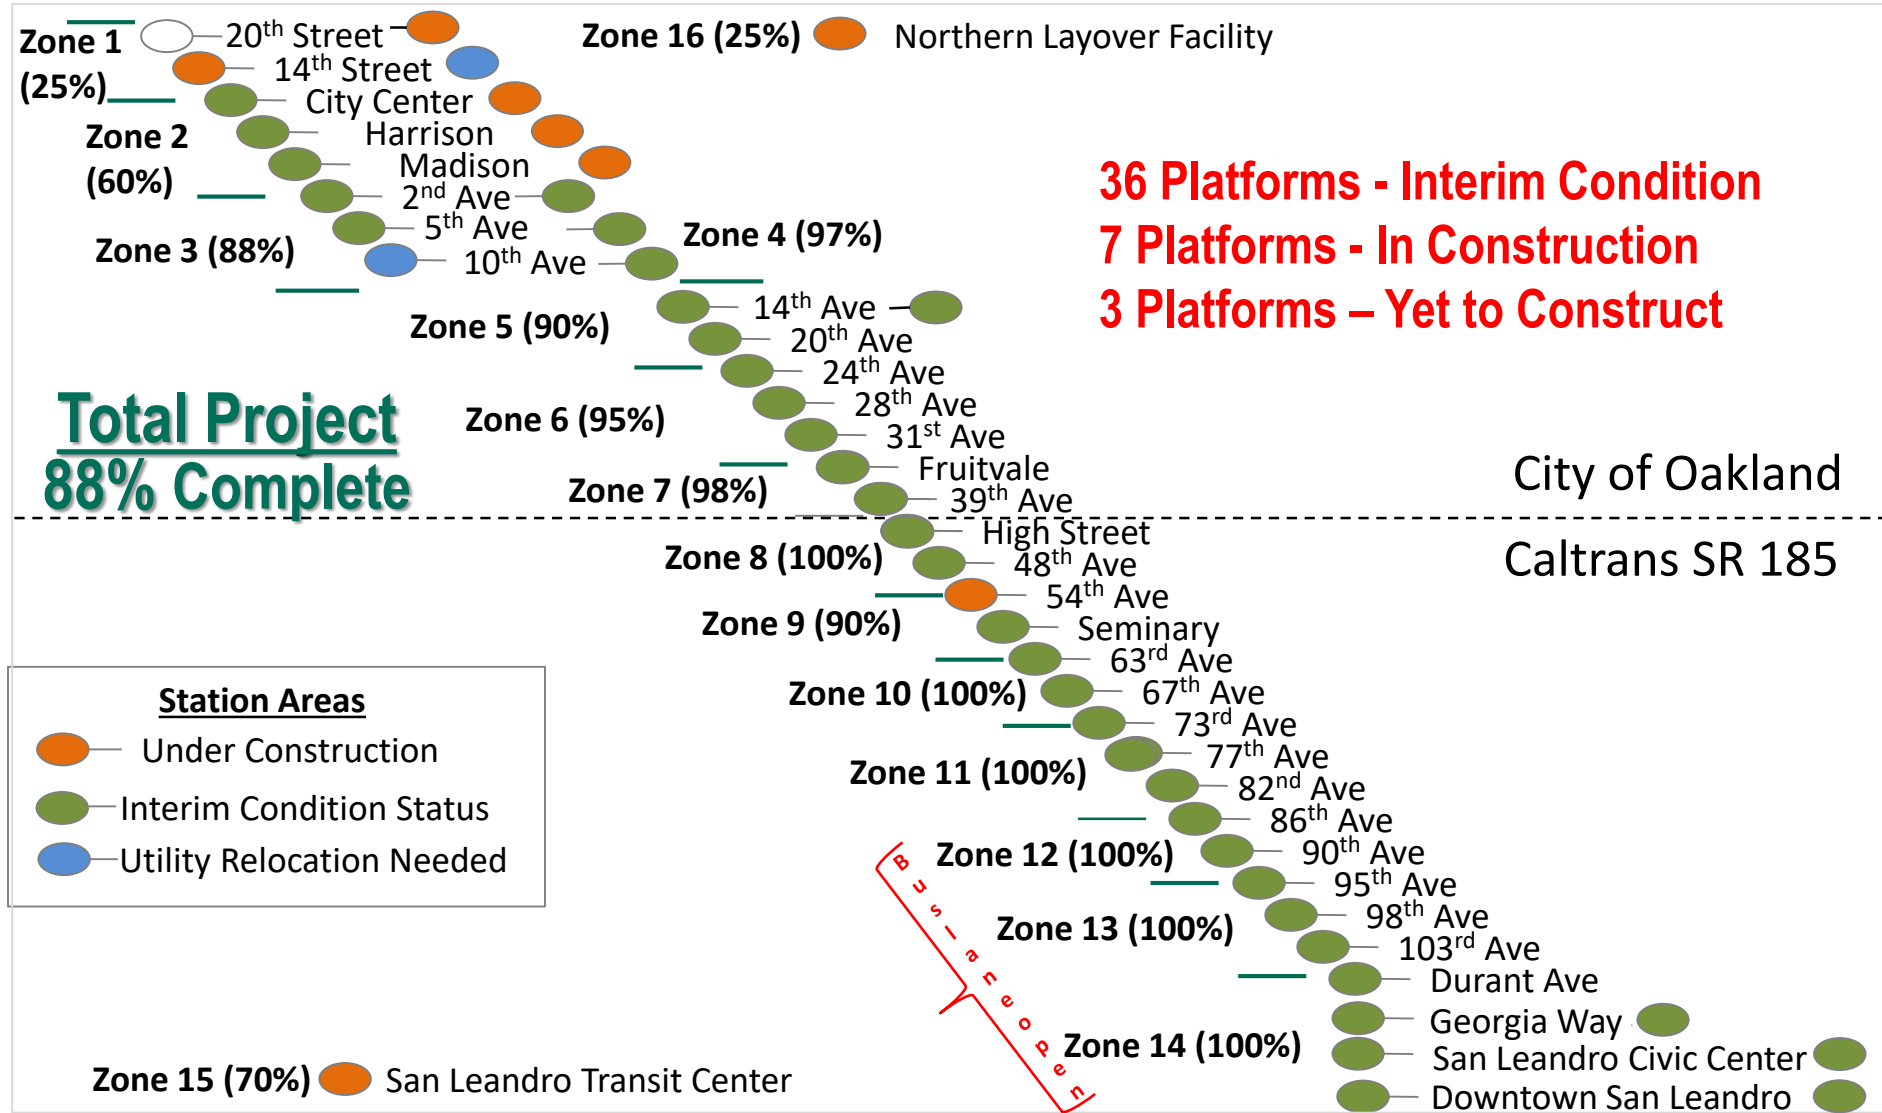 Zone 1
(25%)
20th Street
Zone 16 (25%)
Northern Layover Facility
14th Street
City Center
Zone 2
(60%)
Harrison
Madison
2nd Ave
36 Platforms - Interim Condition
7 Platforms - In Construction
3 Platforms – Yet to Construct
Zone 3 (88%)
5th Ave
Zone 4 (97%)
10th Ave
14th Ave
Zone 5 (90%)
20th Ave
24th Ave
Total Project
88% Complete
28th Ave
Zone 6 (95%)
31st Ave
Fruitvale
Zone 7 (98%)
39th Ave
City of Oakland
High Street
Caltrans SR 185
Zone 8 (100%)
48th Ave
54th Ave
Zone 9 (90%)
Seminary
63rd Ave
Zone 10 (100%)
67th Ave
73rd Ave
Station Areas
Under Construction
Interim Condition Status
Utility Relocation Needed
77th Ave
Zone 11 (100%)
82nd Ave
86th Ave
Zone 12 (100%)
90th Ave
95th Ave
98th Ave
Zone 13 (100%)
103rd Ave
Durant Ave
Bus lane open
Georgia Way
Zone 14 (100%)
San Leandro Civic Center
Downtown San Leandro
Zone 15 (70%)
San Leandro Transit Center